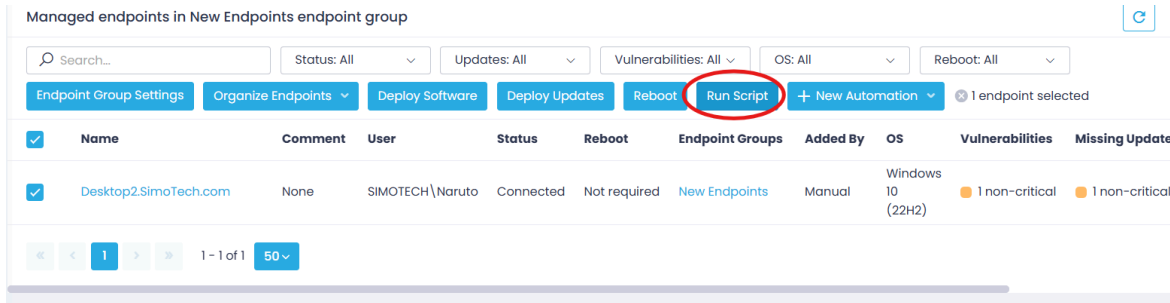 Managed endpoints in New Endpoints endpoint group
Search...
Status: All
Updates: All
Vulnerabilities: All
OS: All
Reboot: All
Endpoint Group Settings
Organize Endpoints
Deploy Software
Deploy Updates
Reboot
Run Script
+ New Automation
1 endpoint selected
Name Comment User Status Reboot Endpoint Groups Added By OS Vulnerabilities Missing Update
Desktop2.SimoTech.com None SIMOTECH\Naruto Connected Not required New Endpoints Manual Windows
10
(22H2)
1 non-critical 1 non-critical
« < 1 > » 1 - 1 of 1 50